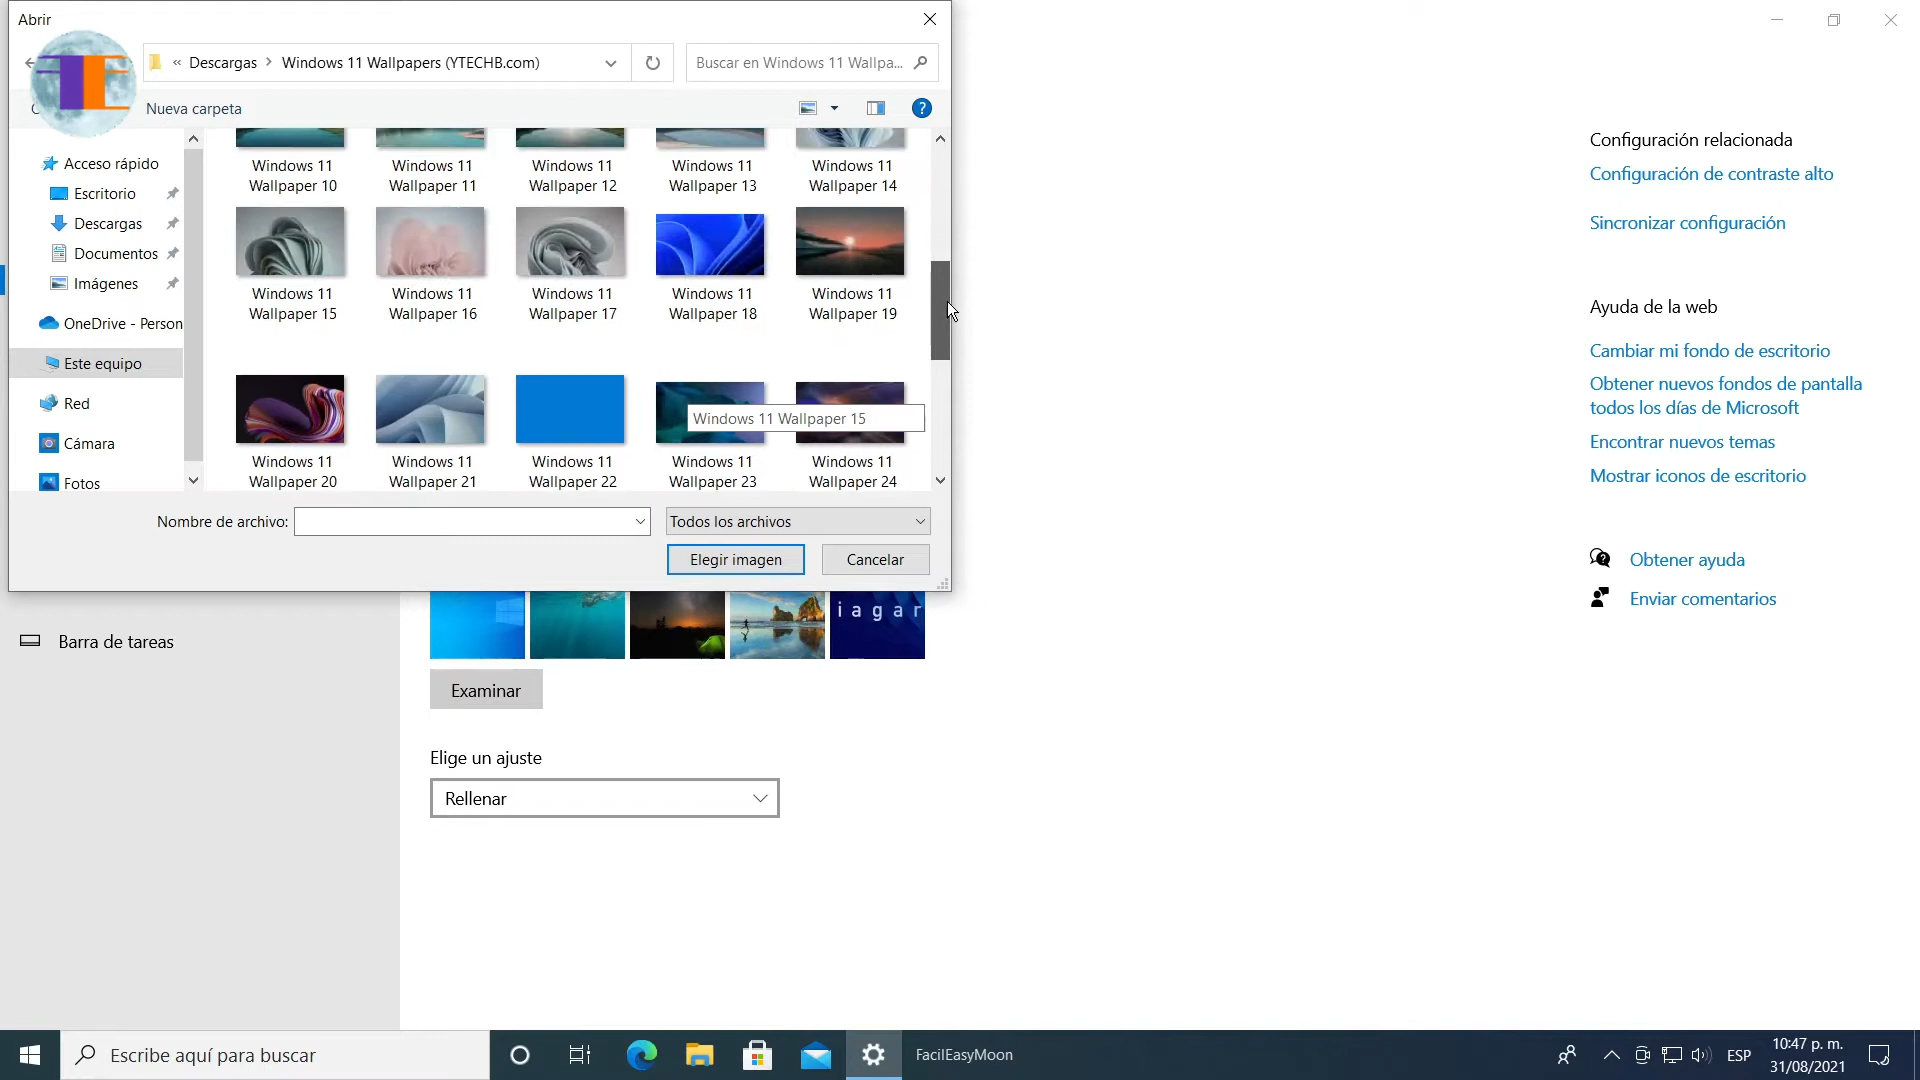 Abrir
« Descargas > Windows 11 Wallpapers (YTECHB.com)
Buscar en Windows 11 Wallpa...
Nueva carpeta
Acceso rápido
Escritorio
Descargas
Documentos
Imágenes
OneDrive - Person
Este equipo
Red
Cámara
Fotos
Windows 11 Wallpaper 10
Windows 11 Wallpaper 11
Windows 11 Wallpaper 12
Windows 11 Wallpaper 13
Windows 11 Wallpaper 14
Windows 11 Wallpaper 15
Windows 11 Wallpaper 16
Windows 11 Wallpaper 17
Windows 11 Wallpaper 18
Windows 11 Wallpaper 19
Windows 11 Wallpaper 15
Windows 11 Wallpaper 20
Windows 11 Wallpaper 21
Windows 11 Wallpaper 22
Windows 11 Wallpaper 23
Windows 11 Wallpaper 24
Nombre de archivo:
Todos los archivos
Elegir imagen
Cancelar
iagar
Barra de tareas
Examinar
Elige un ajuste
Rellenar
Configuración relacionada
Configuración de contraste alto
Sincronizar configuración
Ayuda de la web
Cambiar mi fondo de escritorio
Obtener nuevos fondos de pantalla
todos los días de Microsoft
Encontrar nuevos temas
Mostrar iconos de escritorio
Obtener ayuda
Enviar comentarios
Escribe aquí para buscar
FacilEasyMoon
ESP
10:47 p. m.
31/08/2021